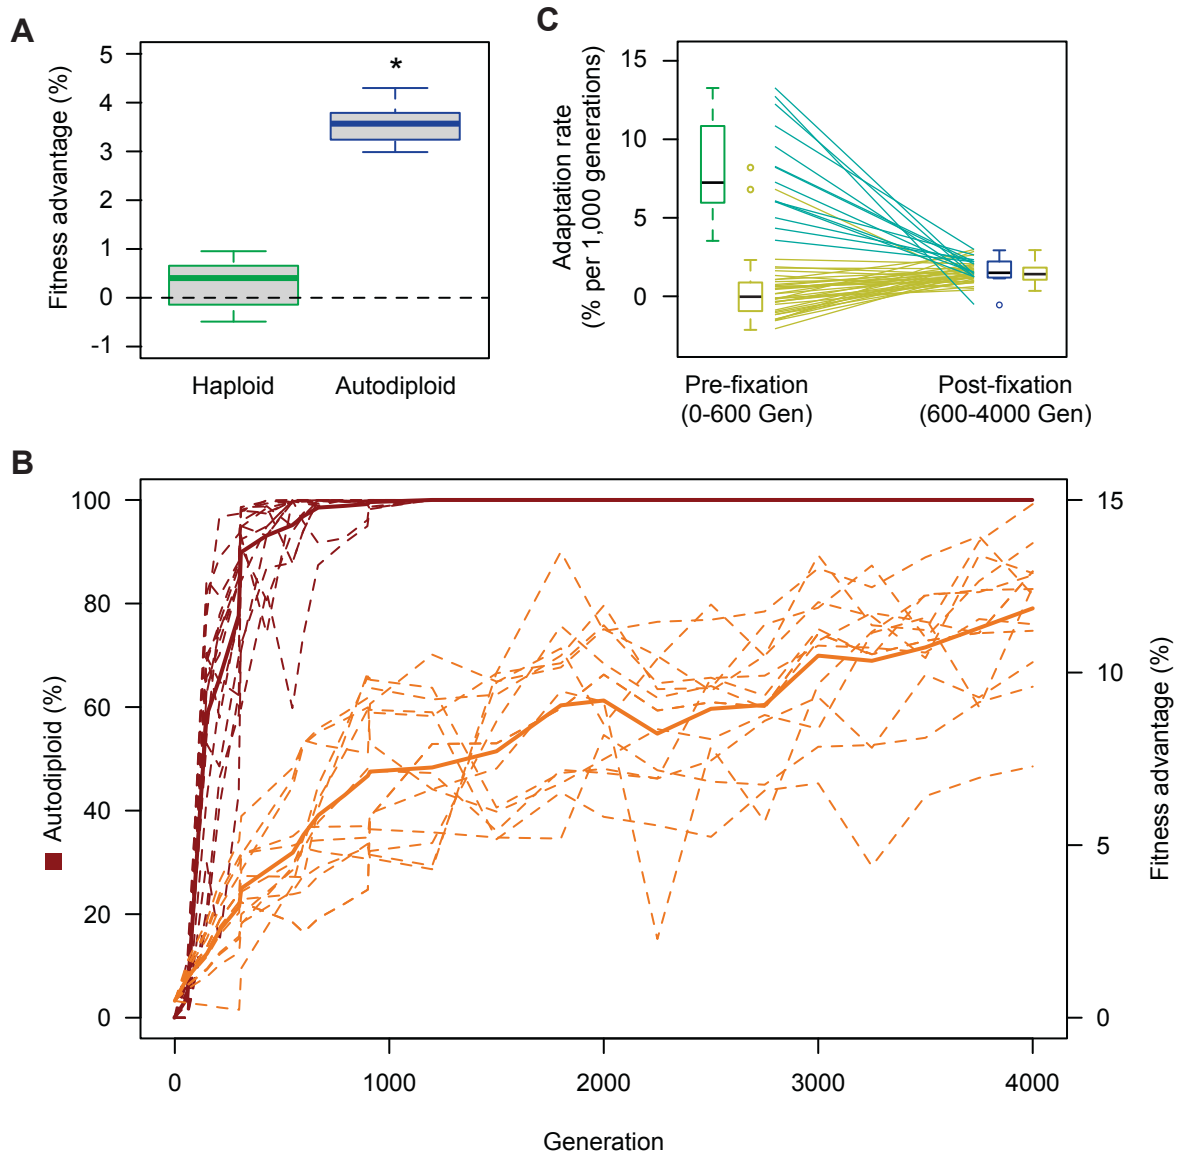 A
Fitness advantage (%)
5
4
3
2
1
0
-1
*
Haploid
Autodiploid
C
Adaptation rate
(% per 1,000 generations)
15
10
5
0
Pre-fixation
(0-600 Gen)
Post-fixation
(600-4000 Gen)
B
Autodiploid (%)
100
80
60
40
20
0
15
10
5
0
Fitness advantage (%)
0
1000
2000
3000
4000
Generation